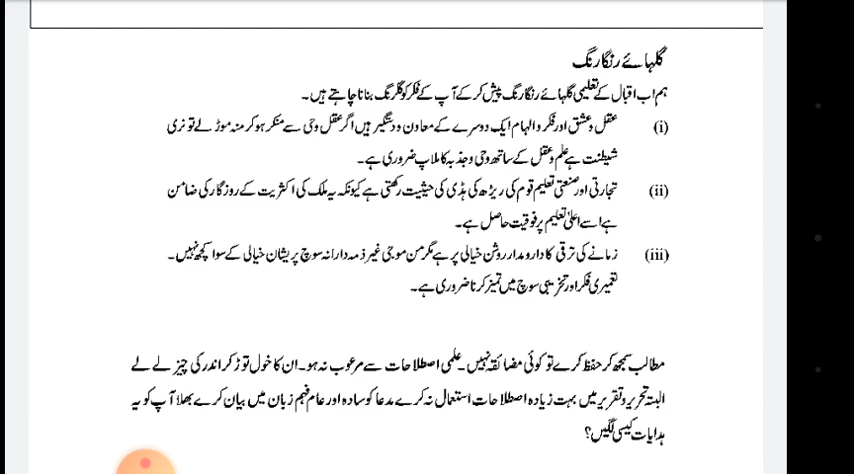 گلہائے رنگا رنگ
ہم اب اقبال کے تعلیمی گلہائے رنگا رنگ پیش کر کے آپ کے فکر کو گلرنگ بنانا چاہتے ہیں۔
(i) عقل و عشق اور فکر و الہام ایک دوسرے کے معاون و دستگیر ہیں اگر عقل وحی سے منکر ہو کر منہ موڑ لے تو نری
شیطنت ہے علم و عقل کے ساتھ وحی و جذبہ کا ملاپ ضروری ہے۔
(ii) تجارتی اور صنعتی تعلیم قوم کی ریڑھ کی ہڈی کی حیثیت رکھتی ہے کیونکہ یہ ملک کی اکثریت کے روزگار کی ضامن
ہے اسے اعلیٰ تعلیم پر فوقیت حاصل ہے۔
(iii) زمانے کی ترقی کا دارومدار روشن خیالی پر ہے مگر من موجی غیر ذمہ دارانہ سوچ پریشان خیالی کے سوا کچھ نہیں۔
تعمیری فکر اور تخریبی سوچ میں تمیز کرنا ضروری ہے۔
مطالب سمجھ کر حفظ کرے تو کوئی مضائقہ نہیں۔ علمی اصطلاحات سے مرعوب نہ ہو۔ ان کا خول توڑ کر اندر کی چیز لے لے
البتہ تحریر و تقریر میں بہت زیادہ اصطلاحات استعمال نہ کرے مدعا کو سادہ اور عام فہم زبان میں بیان کرے بھلا آپ کو یہ
ہدایات کیسی لگیں؟